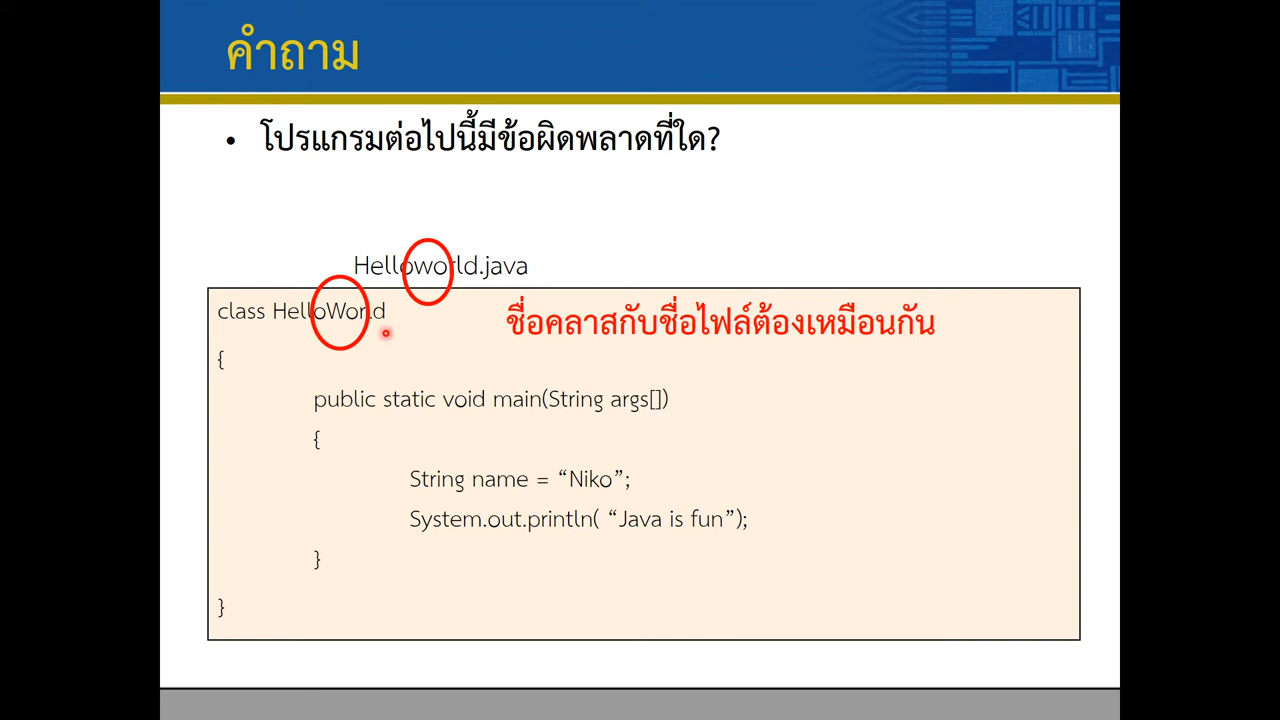 คำถาม
• โปรแกรมต่อไปนี้มีข้อผิดพลาดที่ใด?
Helloworld.java
class HelloWorld
ชื่อคลาสกับชื่อไฟล์ต้องเหมือนกัน
{
public static void main(String args[])
{
String name = “Niko”;
System.out.println( “Java is fun”);
}
}